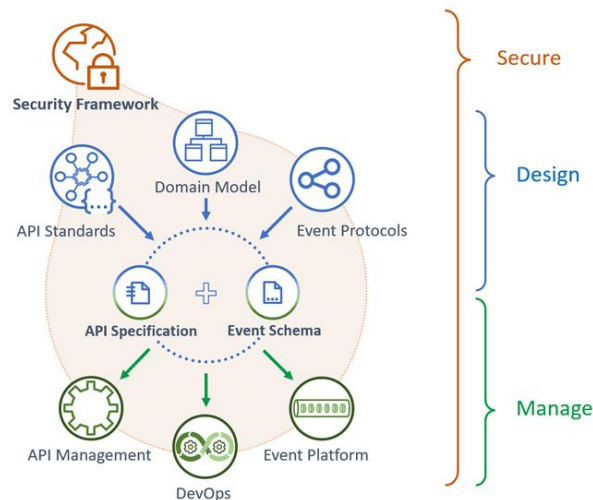 Secure
Security Framework
Design
Domain Model
API Standards
{...}
Event Protocols
API Specification
Event Schema
Manage
API Management
Event Platform
DevOps